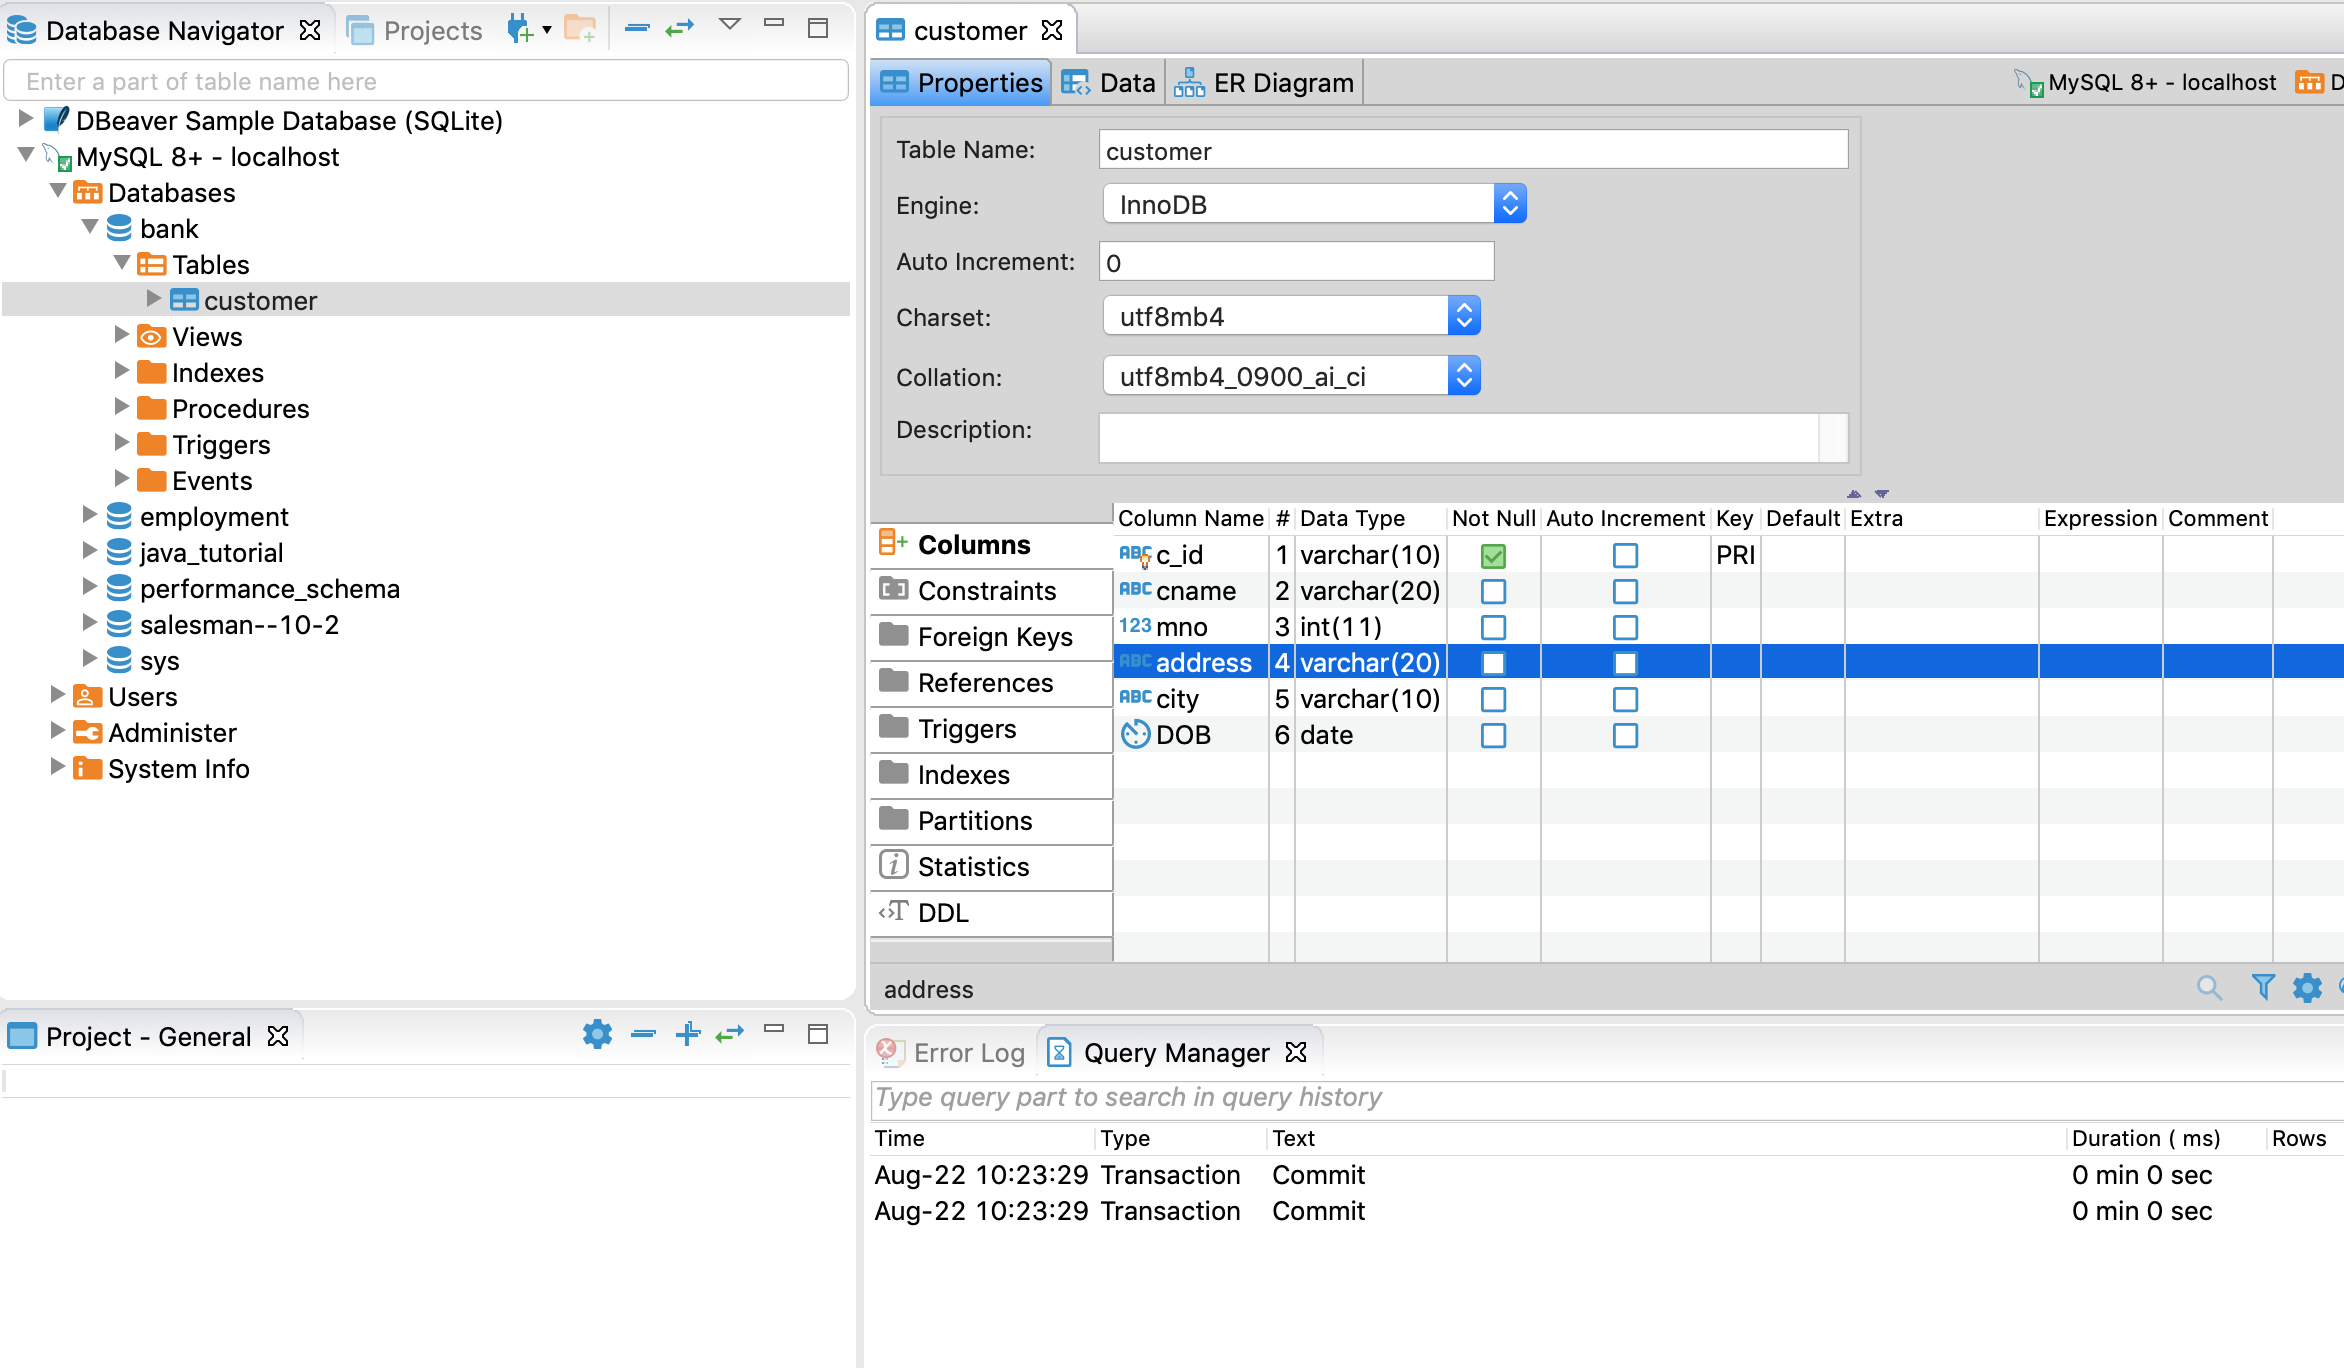 Database Navigator
Projects
Enter a part of table name here
DBeaver Sample Database (SQLite)
MySQL 8+ - localhost
Databases
bank
Tables
customer
Views
Indexes
Procedures
Triggers
Events
employment
java_tutorial
performance_schema
salesman--10-2
sys
Users
Administer
System Info
Project - General
customer
Properties
Data
ER Diagram
MySQL 8+ - localhost
D
Table Name: customer
Engine: InnoDB
Auto Increment: 0
Charset: utf8mb4
Collation: utf8mb4_0900_ai_ci
Description:
Columns
Constraints
Foreign Keys
References
Triggers
Indexes
Partitions
Statistics
DDL
Column Name # Data Type Not Null Auto Increment Key Default Extra Expression Comment
ABC c_id 1 varchar(10) PRI
ABC cname 2 varchar(20)
123 mno 3 int(11)
ABC address 4 varchar(20)
ABC city 5 varchar(10)
DOB 6 date
address
Error Log
Query Manager
Type query part to search in query history
Time Type Text Duration ( ms) Rows
Aug-22 10:23:29 Transaction Commit 0 min 0 sec
Aug-22 10:23:29 Transaction Commit 0 min 0 sec